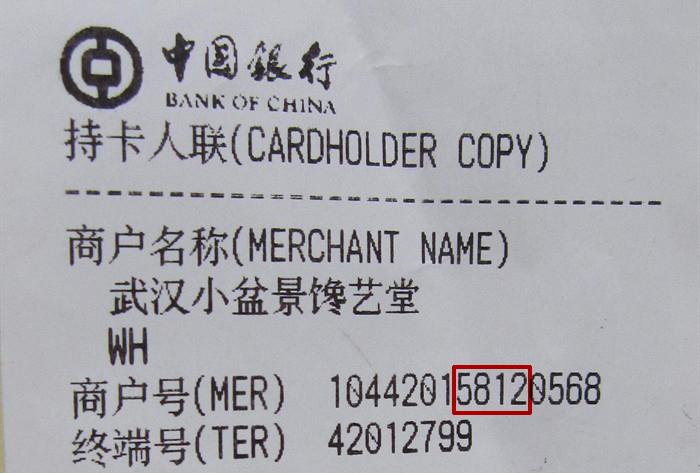 中国银行
BANK OF CHINA
持卡人联(CARDHOLDER COPY)
商户名称(MERCHANT NAME)
武汉小盆景馋艺堂
WH
商户号(MER) 104420158120568
终端号(TER) 42012799